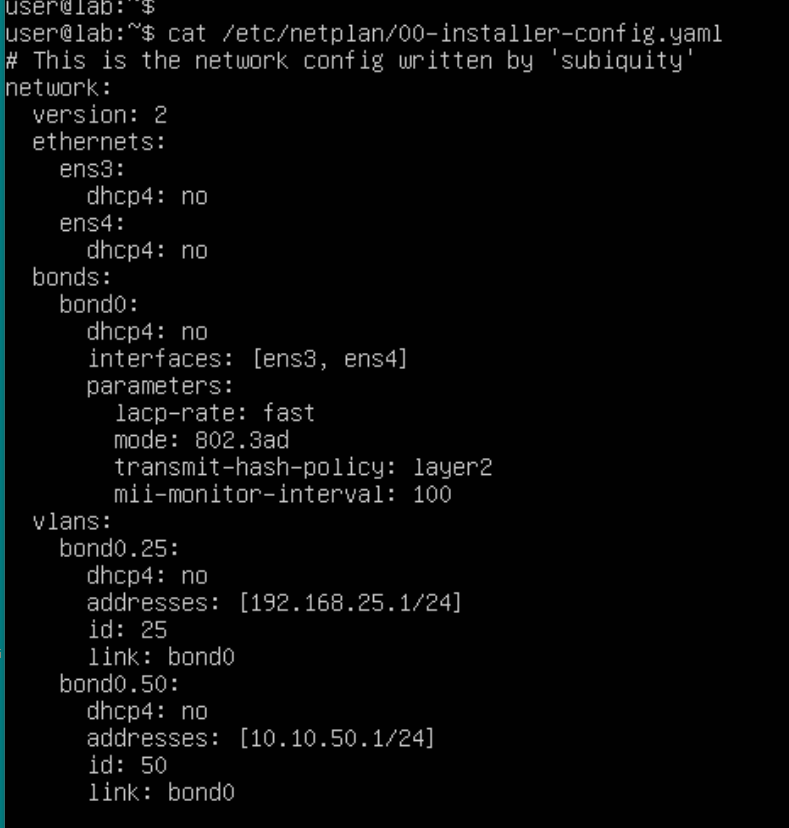 user@lab:~$
user@lab:~$ cat /etc/netplan/00-installer-config.yaml
# This is the network config written by 'subiquity'
network:
  version: 2
  ethernets:
    ens3:
      dhcp4: no
    ens4:
      dhcp4: no
  bonds:
    bond0:
      dhcp4: no
      interfaces: [ens3, ens4]
      parameters:
        lacp-rate: fast
        mode: 802.3ad
        transmit-hash-policy: layer2
        mii-monitor-interval: 100
  vlans:
    bond0.25:
      dhcp4: no
      addresses: [192.168.25.1/24]
      id: 25
      link: bond0
    bond0.50:
      dhcp4: no
      addresses: [10.10.50.1/24]
      id: 50
      link: bond0